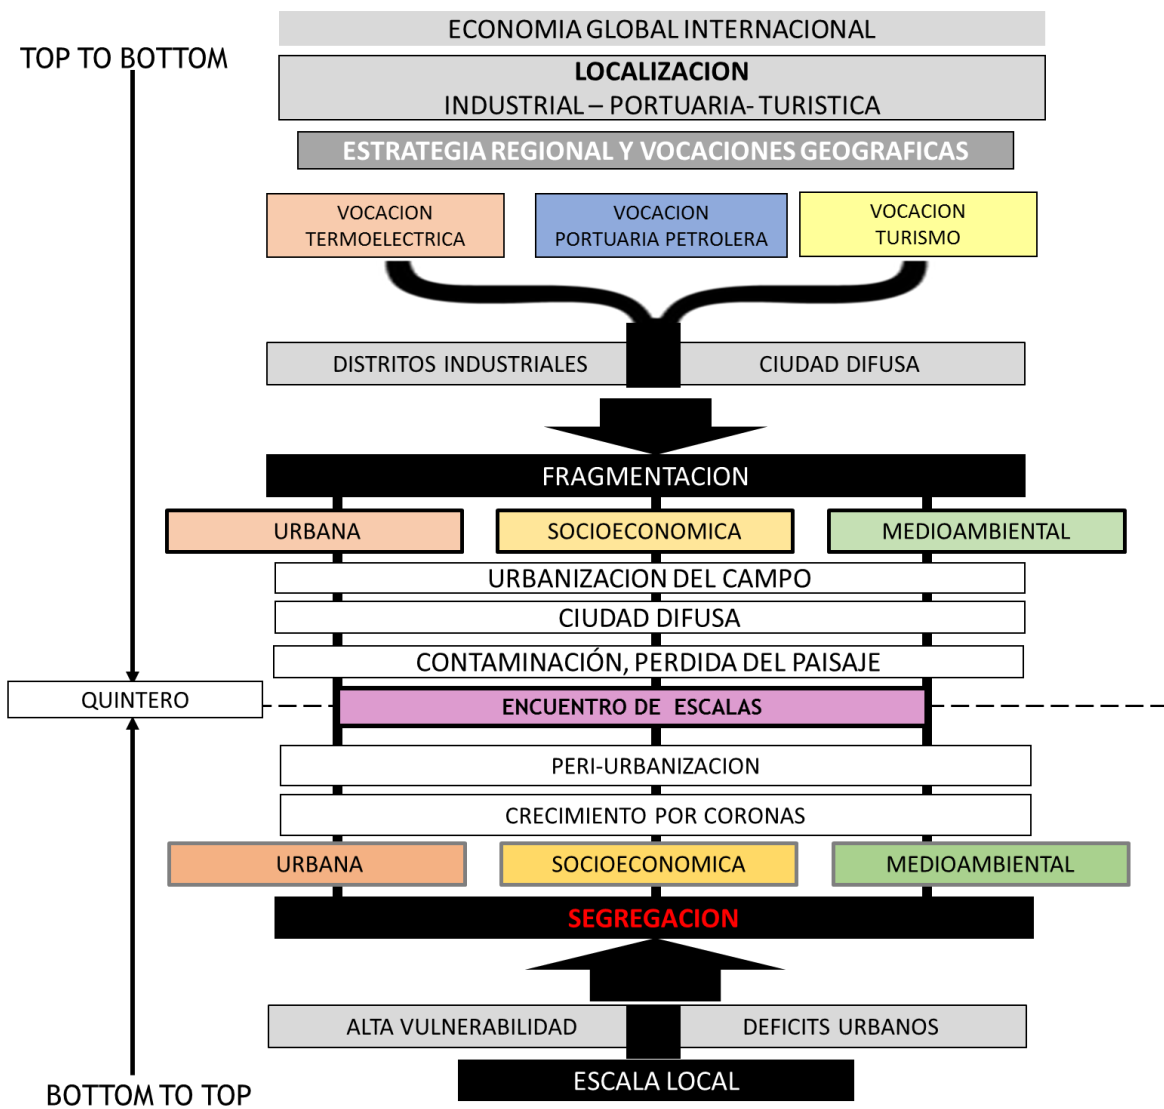 ECONOMIA GLOBAL INTERNACIONAL
TOP TO BOTTOM
LOCALIZACION
INDUSTRIAL – PORTUARIA- TURISTICA
ESTRATEGIA REGIONAL Y VOCACIONES GEOGRAFICAS
VOCACION
TERMOELECTRICA
VOCACION
PORTUARIA PETROLERA
VOCACION
TURISMO
DISTRITOS INDUSTRIALES
CIUDAD DIFUSA
FRAGMENTACION
URBANA
SOCIOECONOMICA
MEDIOAMBIENTAL
URBANIZACION DEL CAMPO
CIUDAD DIFUSA
CONTAMINACIÓN, PERDIDA DEL PAISAJE
QUINTERO
ENCUENTRO DE ESCALAS
PERI-URBANIZACION
CRECIMIENTO POR CORONAS
URBANA
SOCIOECONOMICA
MEDIOAMBIENTAL
SEGREGACION
ALTA VULNERABILIDAD
DEFICITS URBANOS
ESCALA LOCAL
BOTTOM TO TOP